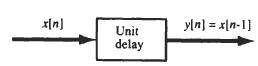 x[n]
Unit
delay
y[n] = x[n-1]